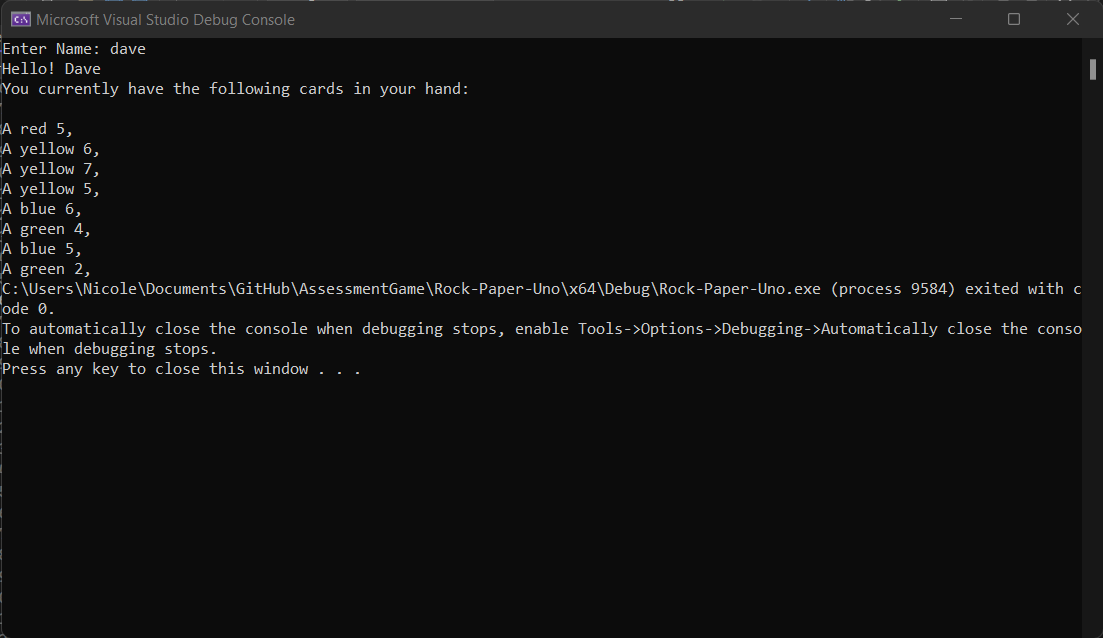 Microsoft Visual Studio Debug Console
Enter Name: dave
Hello! Dave
You currently have the following cards in your hand:
A red 5,
A yellow 6,
A yellow 7,
A yellow 5,
A blue 6,
A green 4,
A blue 5,
A green 2,
C:\Users\Nicole\Documents\GitHub\AssessmentGame\Rock-Paper-Uno\x64\Debug\Rock-Paper-Uno.exe (process 9584) exited with c
ode 0.
To automatically close the console when debugging stops, enable Tools->Options->Debugging->Automatically close the conso
le when debugging stops.
Press any key to close this window . . .